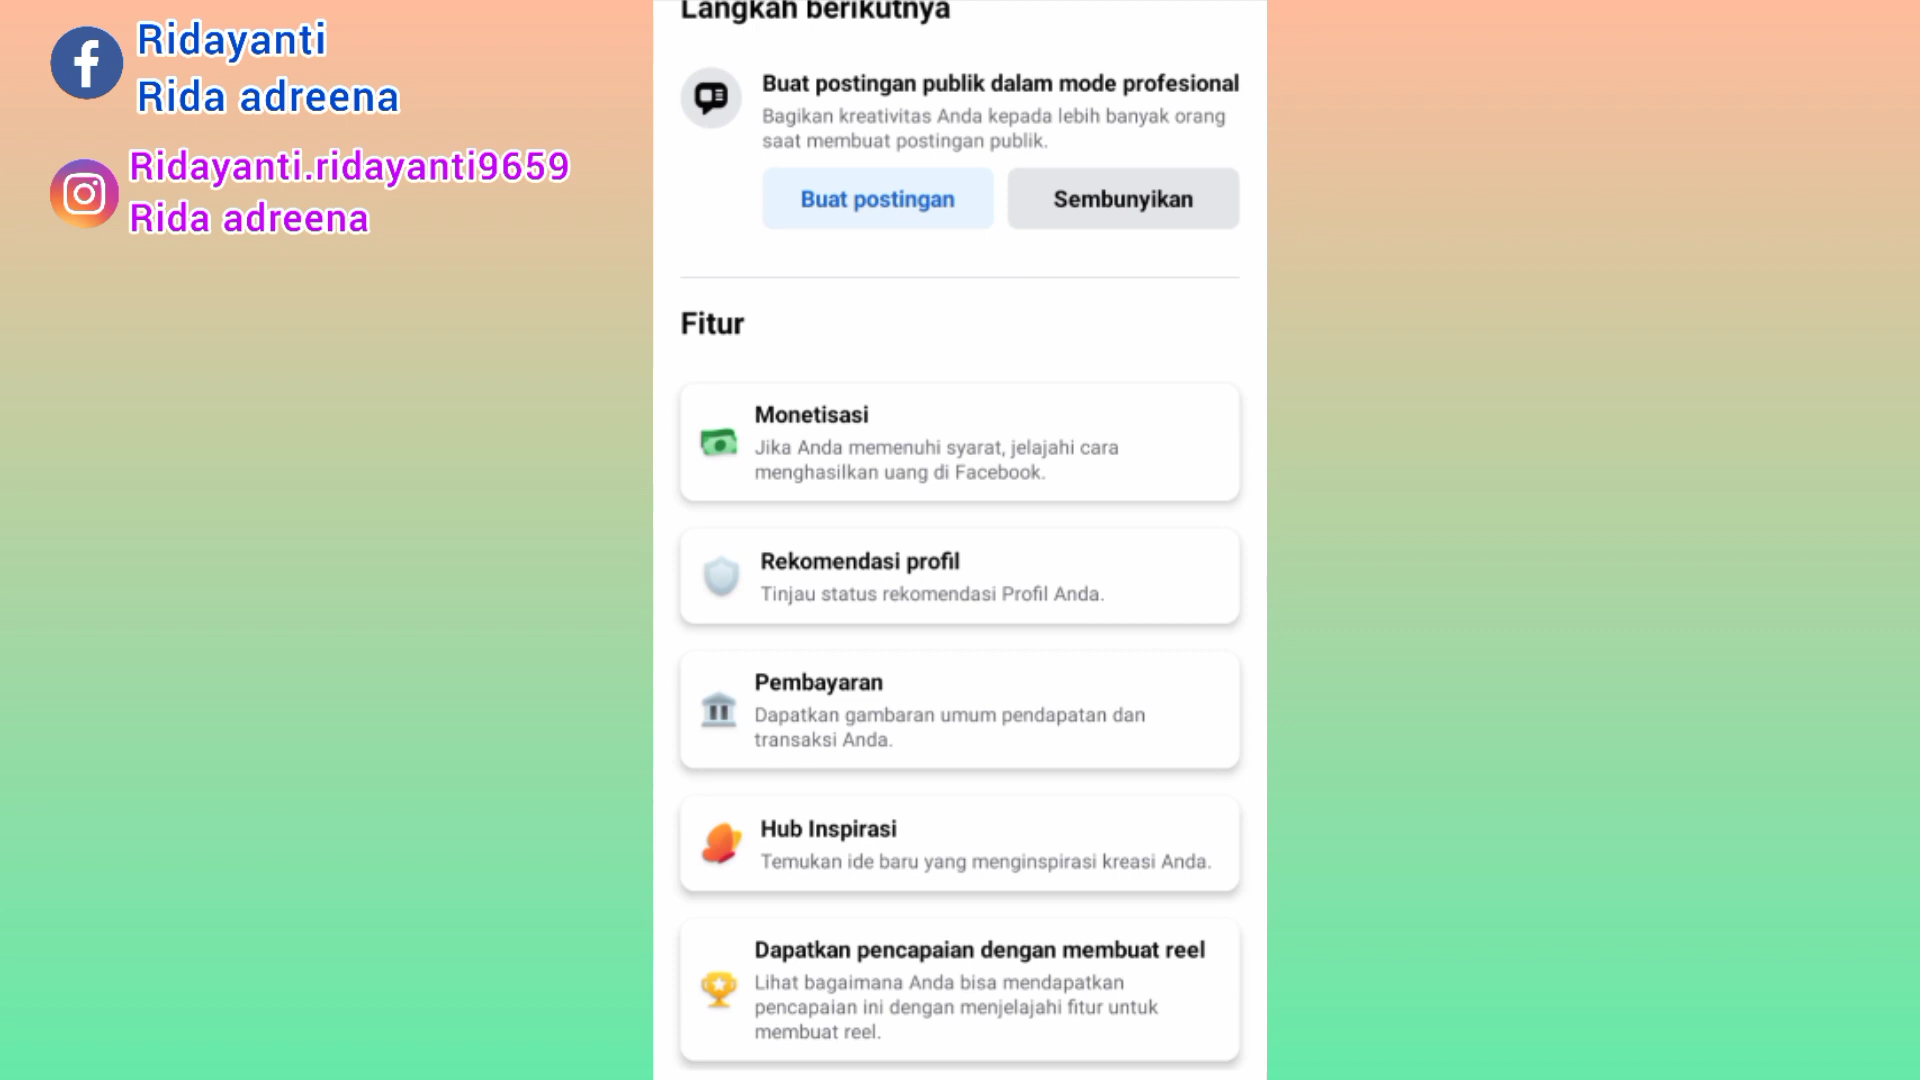 Ridayanti
Rida adreena
Ridayanti.ridayanti9659
Rida adreena
Langkah berikutnya
Buat postingan publik dalam mode profesional
Bagikan kreativitas Anda kepada lebih banyak orang
saat membuat postingan publik.
Buat postingan
Sembunyikan
Fitur
Monetisasi
Jika Anda memenuhi syarat, jelajahi cara
menghasilkan uang di Facebook.
Rekomendasi profil
Tinjau status rekomendasi Profil Anda.
Pembayaran
Dapatkan gambaran umum pendapatan dan
transaksi Anda.
Hub Inspirasi
Temukan ide baru yang menginspirasi kreasi Anda.
Dapatkan pencapaian dengan membuat reel
Lihat bagaimana Anda bisa mendapatkan
pencapaian ini dengan menjelajahi fitur untuk
membuat reel.